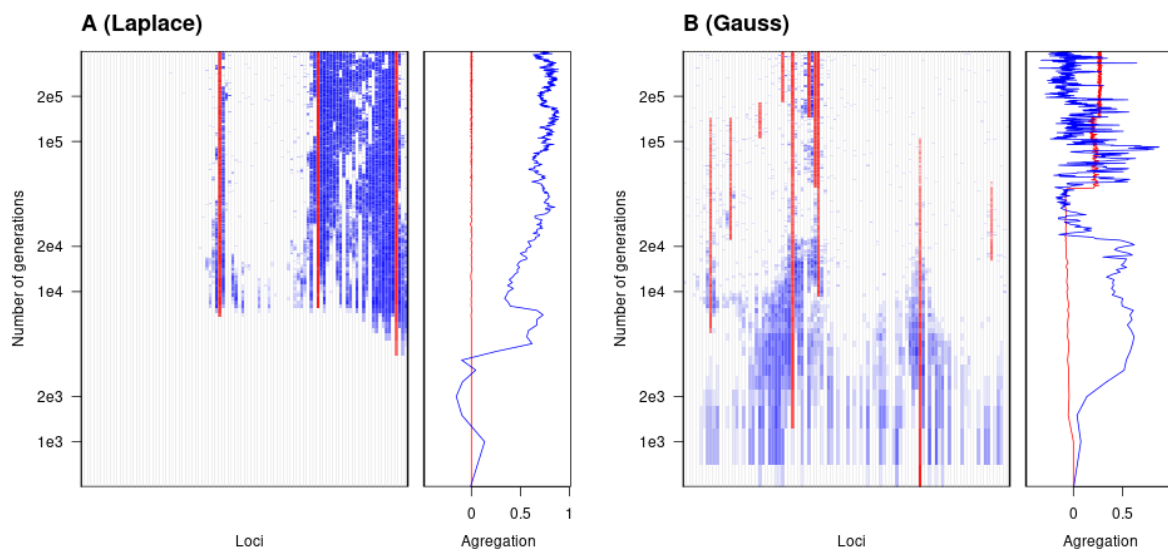 A (Laplace)
Number of generations
2e5
1e5
2e4
1e4
2e3
1e3
Loci
0 0.5 1
Agregation
B (Gauss)
Number of generations
2e5
1e5
2e4
1e4
2e3
1e3
Loci
0 0.5
Agregation